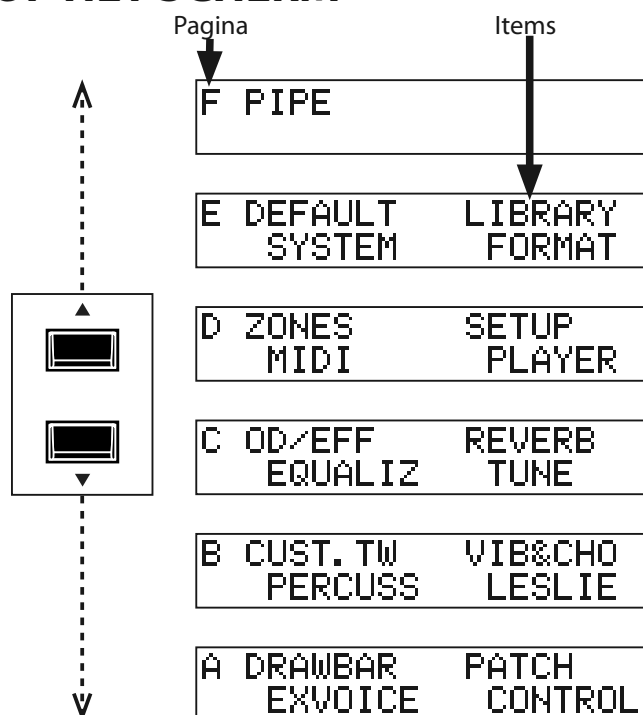 Pagina Items
F PIPE
E DEFAULT LIBRARY
SYSTEM FORMAT
D ZONES SETUP
MIDI PLAYER
C OD/EFF REVERB
EQUALIZ TUNE
B CUST.TW VIB&CHO
PERCUSS LESLIE
A DRAWBAR PATCH
EXVOICE CONTROL